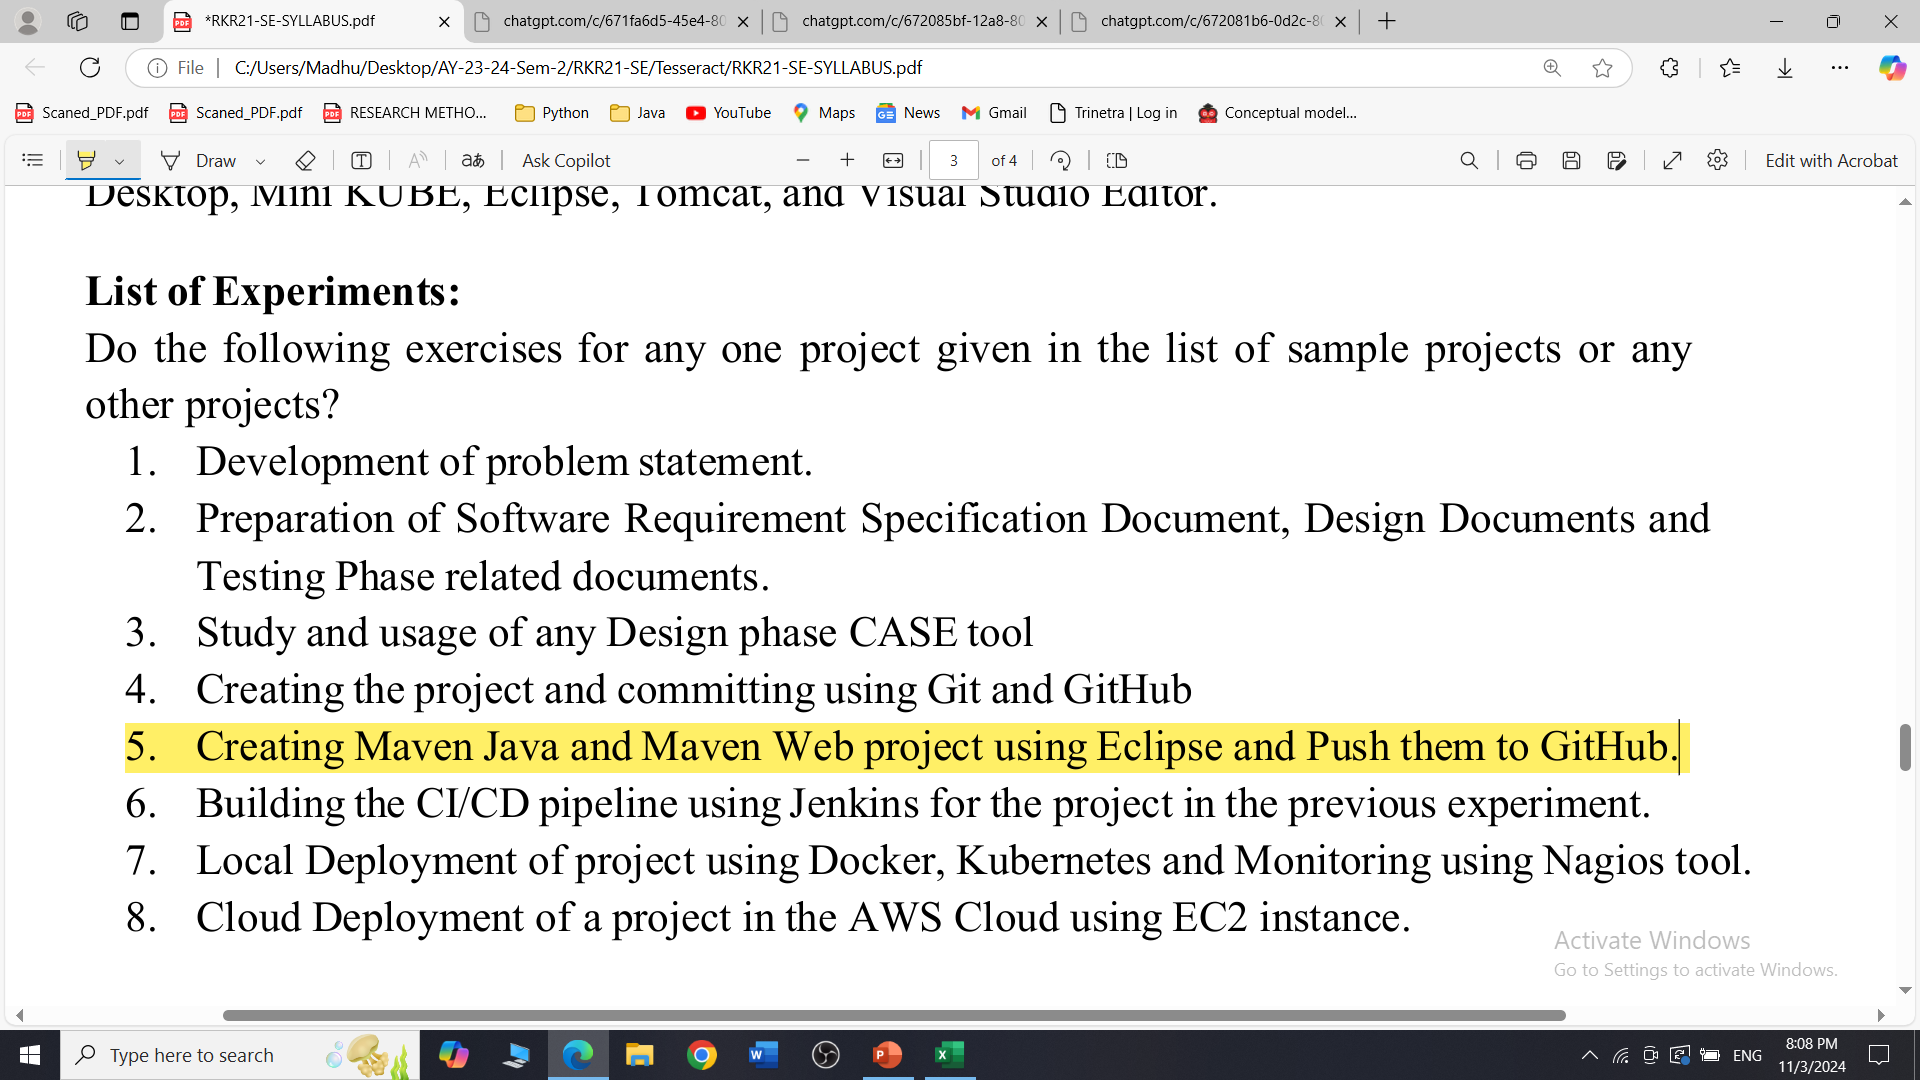 *RKR21-SE-SYLLABUS.pdf
chatgpt.com/c/671fa6d5-45e4-80
chatgpt.com/c/672085bf-12a8-80
chatgpt.com/c/672081b6-0d2c-80
File C:/Users/Madhu/Desktop/AY-23-24-Sem-2/RKR21-SE/Tesseract/RKR21-SE-SYLLABUS.pdf
Scaned_PDF.pdf Scaned_PDF.pdf RESEARCH METHO... Python Java YouTube Maps News Gmail Trinetra | Log in Conceptual model...
Draw aあ Ask Copilot 3 of 4 Edit with Acrobat
Desktop, Mini KUBE, Eclipse, Tomcat, and Visual Studio Editor.
List of Experiments:
Do the following exercises for any one project given in the list of sample projects or any
other projects?
1. Development of problem statement.
2. Preparation of Software Requirement Specification Document, Design Documents and
Testing Phase related documents.
3. Study and usage of any Design phase CASE tool
4. Creating the project and committing using Git and GitHub
5. Creating Maven Java and Maven Web project using Eclipse and Push them to GitHub.
6. Building the CI/CD pipeline using Jenkins for the project in the previous experiment.
7. Local Deployment of project using Docker, Kubernetes and Monitoring using Nagios tool.
8. Cloud Deployment of a project in the AWS Cloud using EC2 instance.
Activate Windows
Go to Settings to activate Windows.
Type here to search
ENG
8:08 PM
11/3/2024